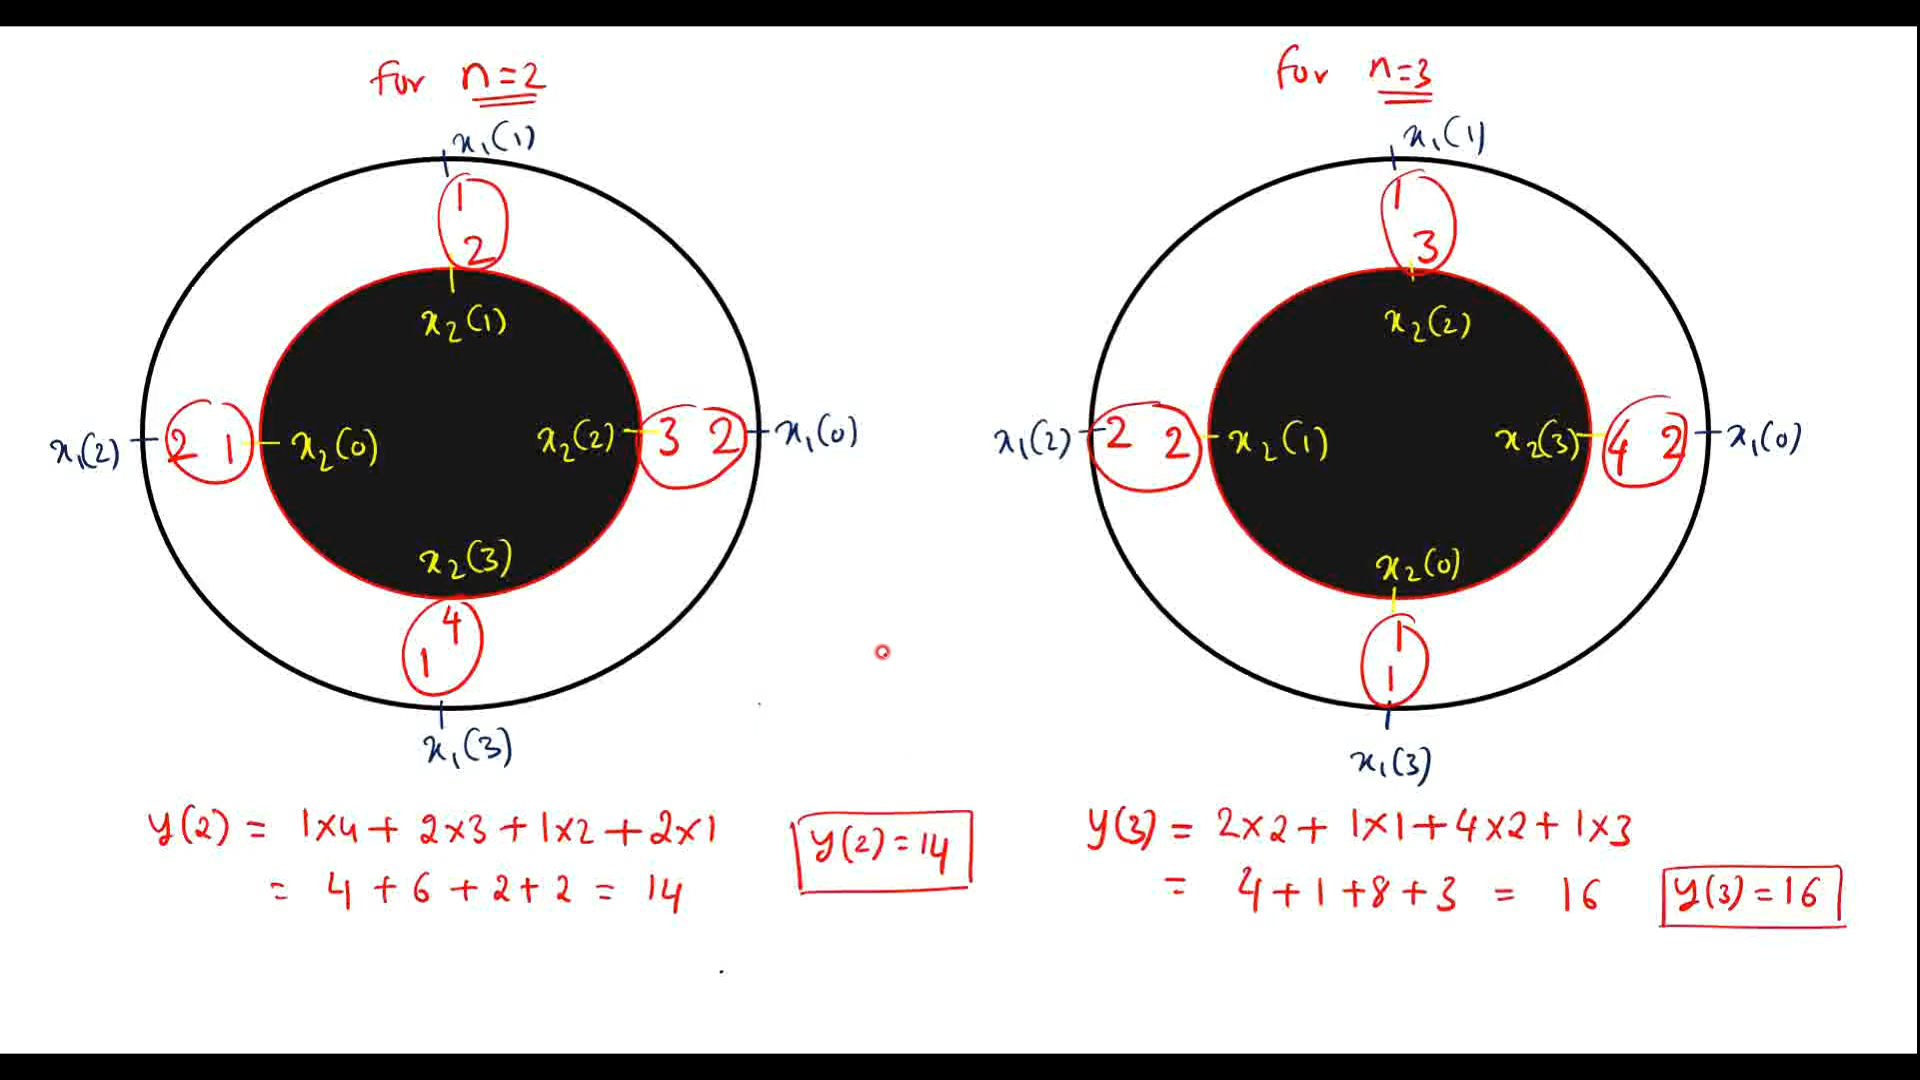 for n=2
x₁(1)
1
2
x₂(1)
x₁(2) 2 1 x₂(0) x₂(2) 3 2 x₁(0)
x₂(3)
4
1
x₁(3)
y(2) = 1×4 + 2×3 + 1×2 + 2×1
= 4 + 6 + 2 + 2 = 14
y(2) = 14
for n=3
x₁(1)
1
3
x₂(2)
x₁(2) 2 2 x₂(1) x₂(3) 4 2 x₁(0)
x₂(0)
1
1
x₁(3)
y(3) = 2×2 + 1×1 + 4×2 + 1×3
= 4 + 1 + 8 + 3 = 16
y(3) = 16